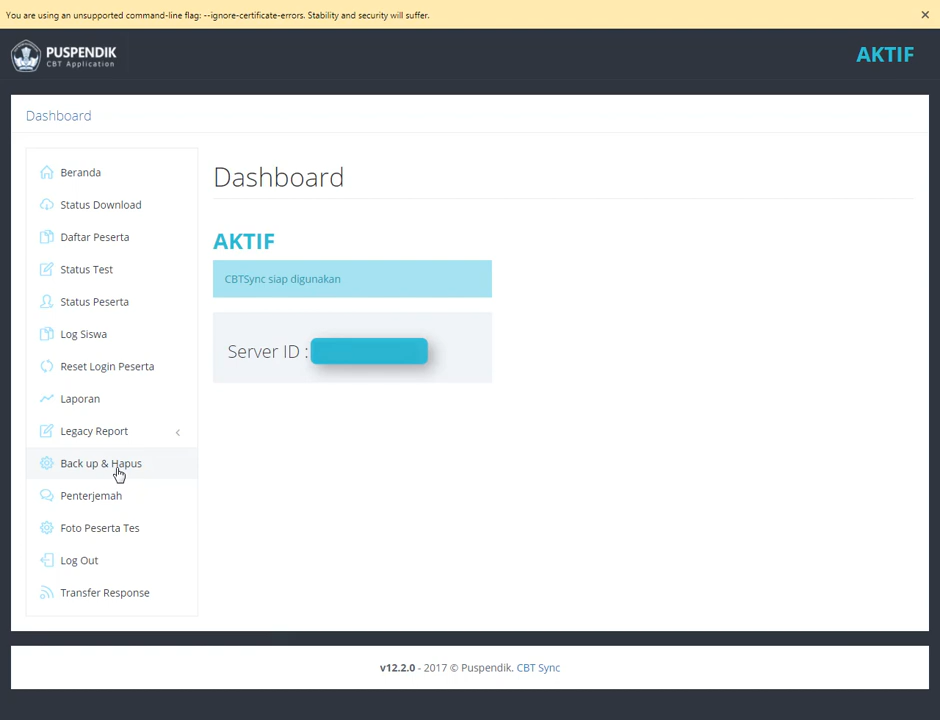 You are using an unsupported command-line flag: --ignore-certificate-errors. Stability and security will suffer.
PUSPENDIK
CBT Application
AKTIF
Dashboard
Beranda
Status Download
Daftar Peserta
Status Test
Status Peserta
Log Siswa
Reset Login Peserta
Laporan
Legacy Report
Back up & Hapus
Penterjemah
Foto Peserta Tes
Log Out
Transfer Response
Dashboard
AKTIF
CBTSync siap digunakan
Server ID :
v12.2.0 - 2017 © Puspendik. CBT Sync